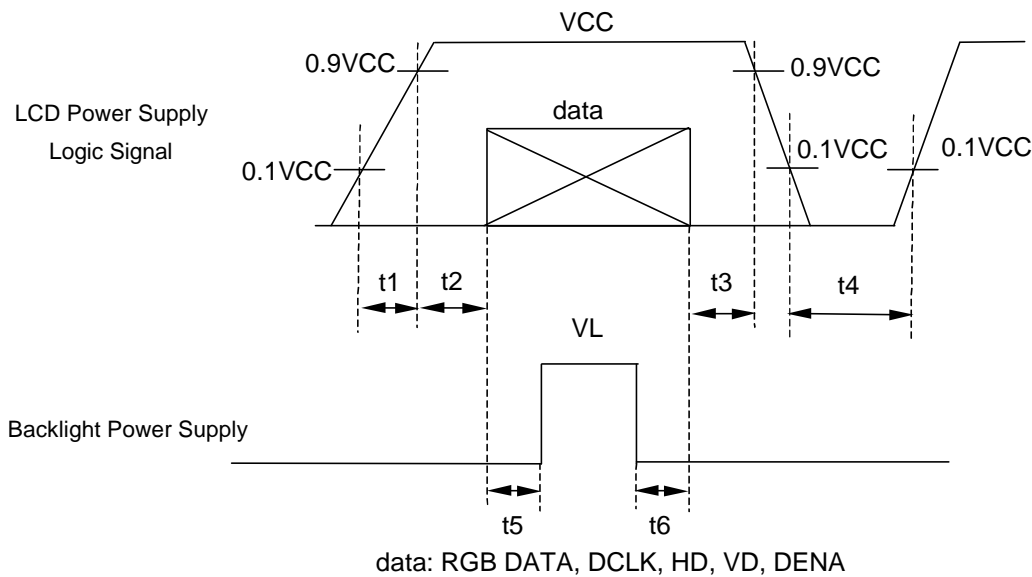 VCC
0.9VCC
0.9VCC
LCD Power Supply
Logic Signal
data
0.1VCC
0.1VCC
0.1VCC
t1
t2
t3
t4
VL
Backlight Power Supply
t5
t6
data: RGB DATA, DCLK, HD, VD, DENA